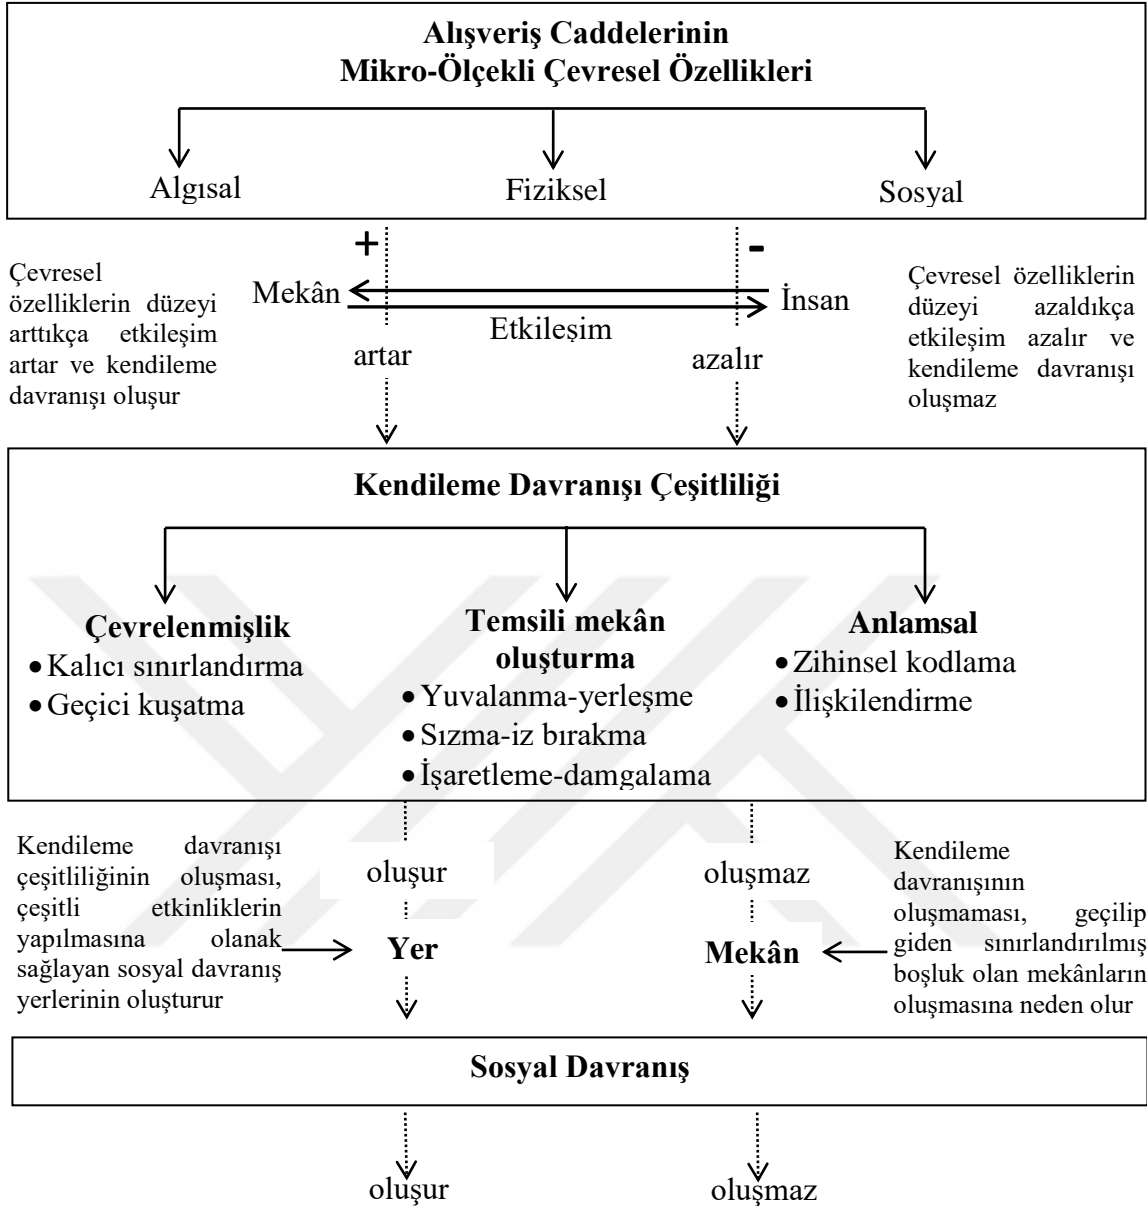 Alışveriş Caddelerinin
Mikro-Ölçekli Çevresel Özellikleri
Algısal
Fiziksel
Sosyal
+
-
Çevresel
özelliklerin düzeyi
arttıkça etkileşim
artar ve kendileme
davranışı oluşur
Mekân
İnsan
Etkileşim
artar
azalır
Çevresel özelliklerin
düzeyi azaldıkça
etkileşim azalır ve
kendileme davranışı
oluşmaz
Kendileme Davranışı Çeşitliliği
Çevrelenmişlik
• Kalıcı sınırlandırma
• Geçici kuşatma
Temsili mekân
oluşturma
• Yuvalanma-yerleşme
• Sızma-iz bırakma
• İşaretleme-damgalama
Anlamsal
• Zihinsel kodlama
• İlişkilendirme
Kendileme davranışı
çeşitliliğinin oluşması,
çeşitli etkinliklerin
yapılmasına olanak
sağlayan sosyal davranış
yerlerinin oluşturur
oluşur
Yer
oluşmaz
Mekân
Kendileme
davranışının
oluşmaması, geçilip
giden sınırlandırılmış
boşluk olan mekânların
oluşmasına neden olur
Sosyal Davranış
oluşur
oluşmaz